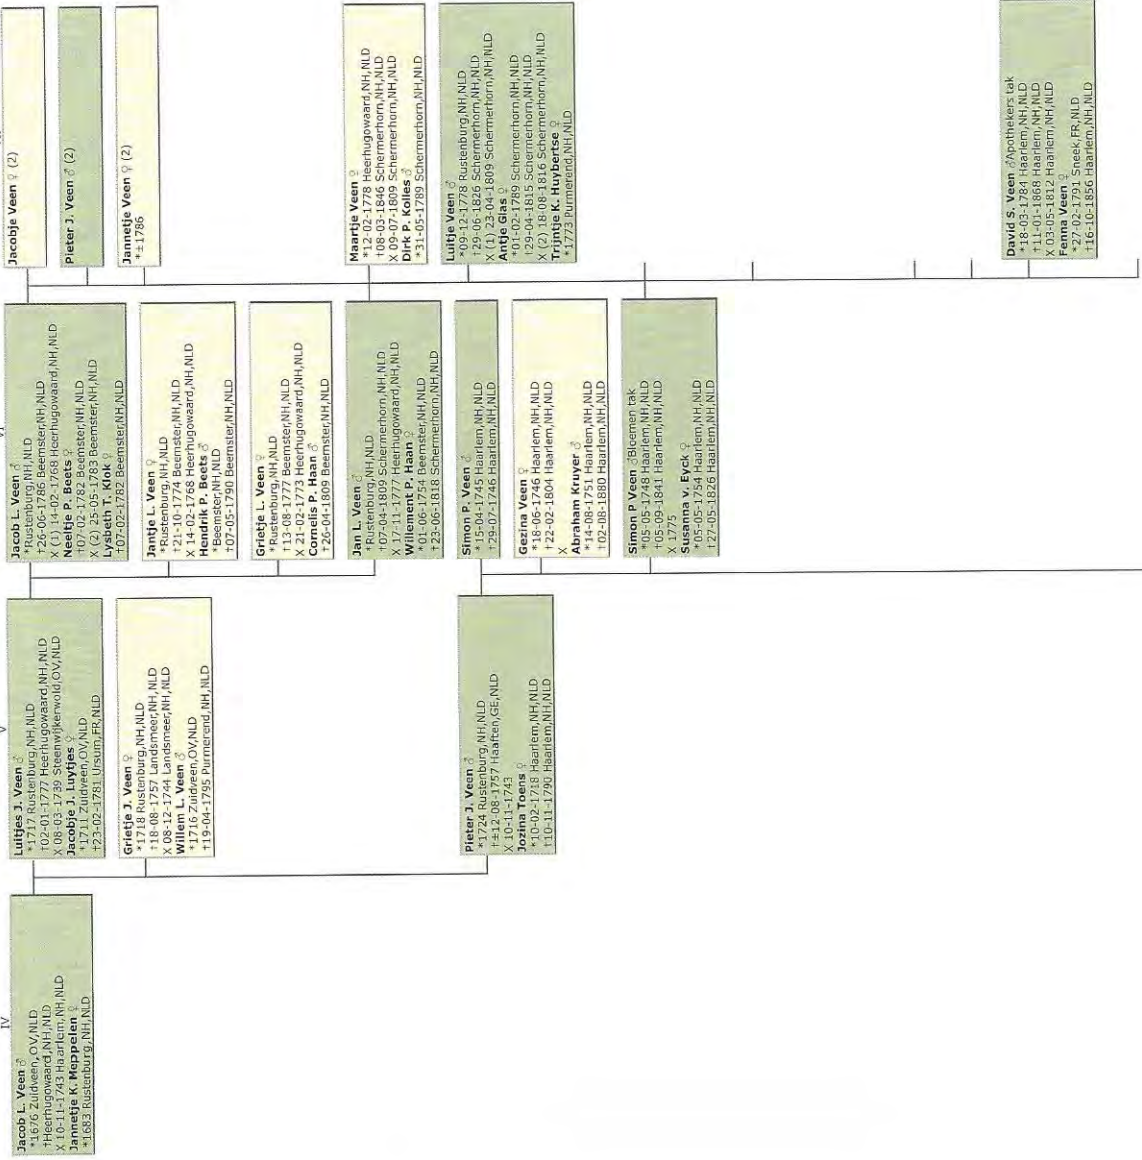 IV
Jacob L. Veen ♂
*1676 Zuidveen,OV,NLD
†Heerhugowaard,NH,NLD
X 10-11-1743 Haarlem,NH,NLD
Jannetje K. Meppelen ♀
*1683 Rustenburg,NH,NLD
V
Luitjes J. Veen ♂
*1717 Rustenburg,NH,NLD
†02-01-1777 Heerhugowaard,NH,NLD
X 08-03-1739 Steenwijkerwold,OV,NLD
Jacobje J. Luytjes ♀
*1711 Zuidveen,OV,NLD
†23-02-1781 Ursum,FR,NLD
Grietje J. Veen ♀
*1718 Rustenburg,NH,NLD
†18-08-1757 Landsmeer,NH,NLD
X 08-12-1744 Landsmeer,NH,NLD
Willem L. Veen ♂
*1716 Zuidveen,OV,NLD
†19-04-1795 Purmerend,NH,NLD
Pieter J. Veen ♂
*1724 Rustenburg,NH,NLD
†±12-08-1757 Haaften,GE,NLD
X 10-11-1743
Jozina Toens ♀
*10-02-1718 Haarlem,NH,NLD
†10-11-1790 Haarlem,NH,NLD
VI
Jacob L. Veen ♂
*Rustenburg,NH,NLD
†26-06-1786 Beemster,NH,NLD
X (1) 14-02-1768 Heerhugowaard,NH,NLD
Neeltje P. Beets ♀
†07-02-1782 Beemster,NH,NLD
X (2) 25-05-1783 Beemster,NH,NLD
Lysbeth T. Klok ♀
†07-02-1782 Beemster,NH,NLD
Jantje L. Veen ♀
*Rustenburg,NH,NLD
†21-10-1774 Beemster,NH,NLD
X 14-02-1768 Heerhugowaard,NH,NLD
Hendrik P. Beets ♂
*Beemster,NH,NLD
†07-05-1790 Beemster,NH,NLD
Grietje L. Veen ♀
*Rustenburg,NH,NLD
†13-08-1777 Beemster,NH,NLD
X 21-02-1773 Heerhugowaard,NH,NLD
Cornelis P. Haan ♂
†26-04-1809 Beemster,NH,NLD
Jan L. Veen ♂
*Rustenburg,NH,NLD
†07-04-1809 Schermerhorn,NH,NLD
X 17-11-1777 Heerhugowaard,NH,NLD
Willement P. Haan ♀
*01-06-1754 Beemster,NH,NLD
†23-06-1818 Schermerhorn,NH,NLD
Simon P. Veen ♂
*15-04-1745 Haarlem,NH,NLD
†29-07-1746 Haarlem,NH,NLD
Gezina Veen ♀
*18-06-1746 Haarlem,NH,NLD
†22-02-1804 Haarlem,NH,NLD
X
Abraham Kruyer ♂
*14-08-1751 Haarlem,NH,NLD
†02-08-1880 Haarlem,NH,NLD
Simon P Veen ♂Bloemen tak
*05-05-1748 Haarlem,NH,NLD
†05-09-1841 Haarlem,NH,NLD
X 1775
Susanna v. Eyck ♀
*05-05-1754 Haarlem,NH,NLD
†27-05-1826 Haarlem,NH,NLD
Jacobje Veen ♀ (2)
Pieter J. Veen ♂ (2)
Jannetje Veen ♀ (2)
*±1786
Maartje Veen ♀
*12-02-1778 Heerhugowaard,NH,NLD
†08-03-1846 Schermerhorn,NH,NLD
X 09-07-1809 Schermerhorn,NH,NLD
Dirk P. Kolles ♂
*31-05-1789 Schermerhorn,NH,NLD
Luitje Veen ♂
*09-12-1778 Rustenburg,NH,NLD
†29-06-1826 Schermerhorn,NH,NLD
X (1) 23-04-1809 Schermerhorn,NH,NLD
Antje Glas ♀
*01-02-1789 Schermerhorn,NH,NLD
†29-04-1815 Schermerhorn,NH,NLD
X (2) 18-08-1816 Schermerhorn,NH,NLD
Trijntje K. Huybertse ♀
*1773 Purmerend,NH,NLD
David S. Veen ♂Apothekers tak
*18-03-1784 Haarlem,NH,NLD
†11-01-1868 Haarlem,NH,NLD
X 03-05-1812 Haarlem,NH,NLD
Fenna Veen ♀
*27-02-1791 Sneek,FR,NLD
†16-10-1856 Haarlem,NH,NLD